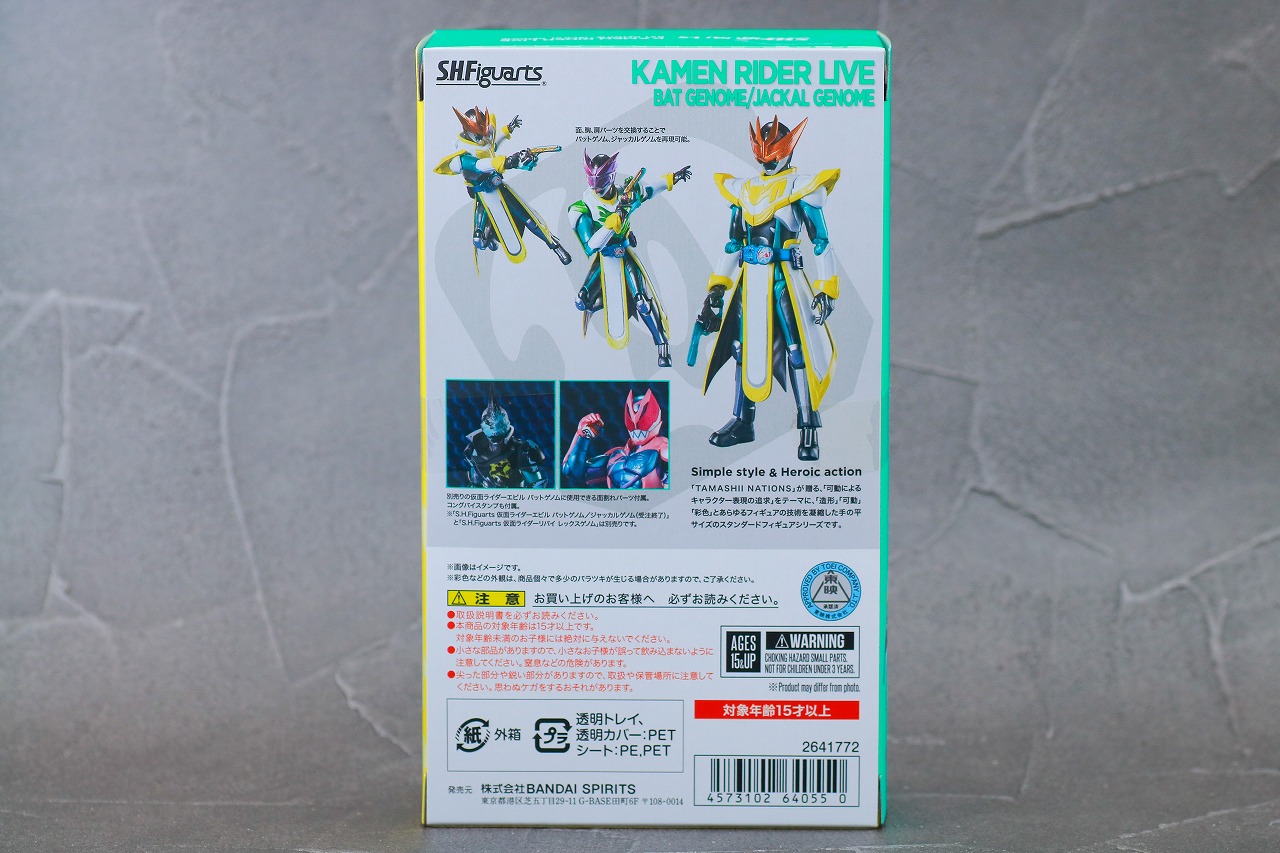 S.H.Figuarts
KAMEN RIDER LIVE
BAT GENOME/JACKAL GENOME
面、胸、肩パーツを交換することで
バットゲノム、ジャッカルゲノムを再現可能。
別売りの仮面ライダーエビル バットゲノムに使用できる面割れパーツ付属。
コングバイスタンプも付属。
※「S.H.Figuarts 仮面ライダーエビル バットゲノム/ジャッカルゲノム(受注終了)」
と「S.H.Figuarts 仮面ライダーリバイ レックスゲノム」は別売りです。
Simple style & Heroic action
「TAMASHII NATIONS」が贈る、「可動による
キャラクター表現の追求」をテーマに、「造形」「可動」
「彩色」とあらゆるフィギュアの技術を凝縮した手の平
サイズのスタンダードフィギュアシリーズです。
※画像はイメージです。
※彩色などの外観は、商品個々で多少のバラツキが生じる場合がありますので、ご了承ください。
注意 お買い上げのお客様へ 必ずお読みください。
●取扱説明書を必ずお読みください。
●本商品の対象年齢は15才以上です。
対象年齢未満のお子様には絶対に与えないでください。
●小さな部品がありますので、小さなお子様が誤って飲み込まないように
注意してください。窒息などの危険があります。
●尖った部分や鋭い部分がありますので、取扱や保管場所に注意して
ください。思わぬケガをするおそれがあります。
APPROVED BY TOEI COMPANY, LTD.
東映
承認済
東映株式会社
AGES
15&UP
WARNING
CHOKING HAZARD SMALL PARTS.
NOT FOR CHILDREN UNDER 3 YEARS.
※Product may differ from photo.
対象年齢15才以上
紙 外箱
プラ
透明トレイ、
透明カバー:PET
シート:PE,PET
2641772
4573102 64055 0
発売元 株式会社BANDAI SPIRITS
東京都港区芝五丁目29-11 G-BASE田町6F 〒108-0014